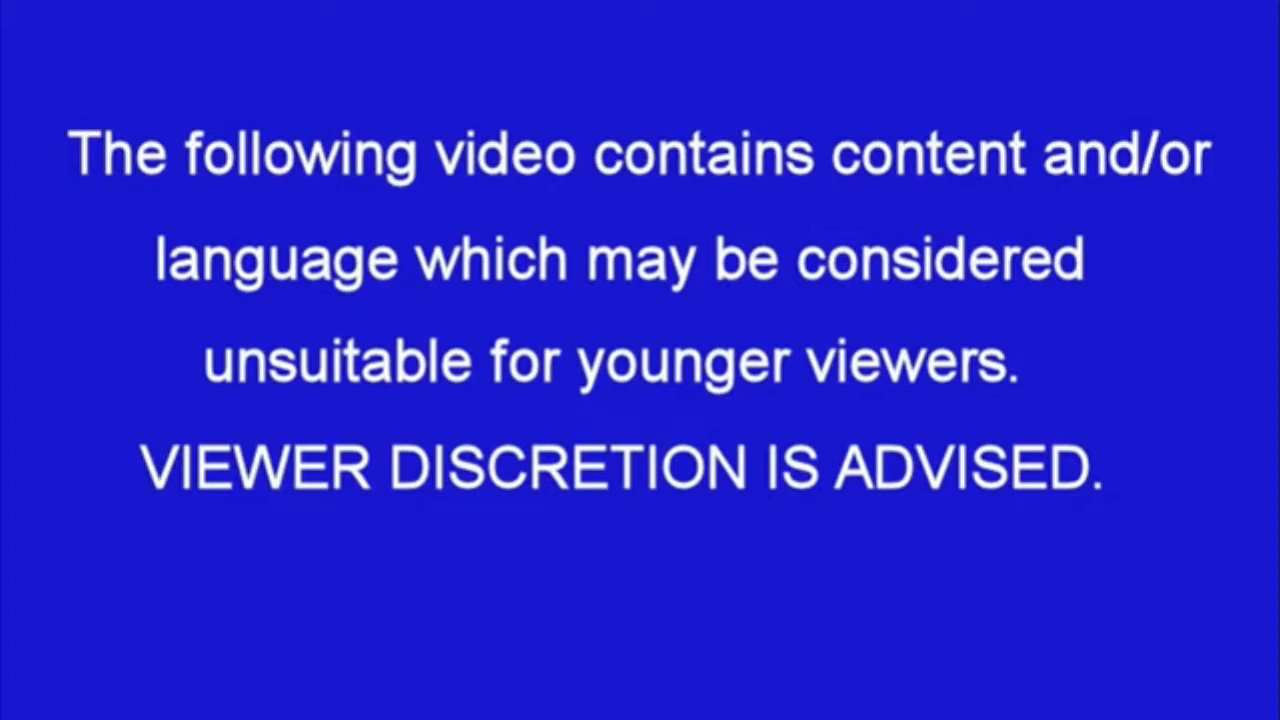 The following video contains content and/or
language which may be considered
unsuitable for younger viewers.
VIEWER DISCRETION IS ADVISED.